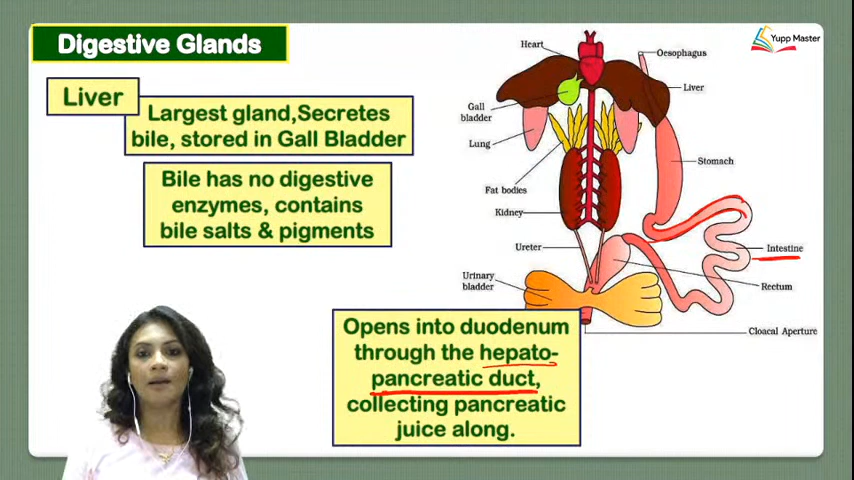 Digestive Glands
Yupp Master
Liver
Largest gland,Secretes
bile, stored in Gall Bladder
Bile has no digestive
enzymes, contains
bile salts & pigments
Opens into duodenum
through the hepato-
pancreatic duct,
collecting pancreatic
juice along.
Heart
Oesophagus
Liver
Gall
bladder
Lung
Stomach
Fat bodies
Kidney
Ureter
Intestine
Urinary
bladder
Rectum
Cloacal Aperture